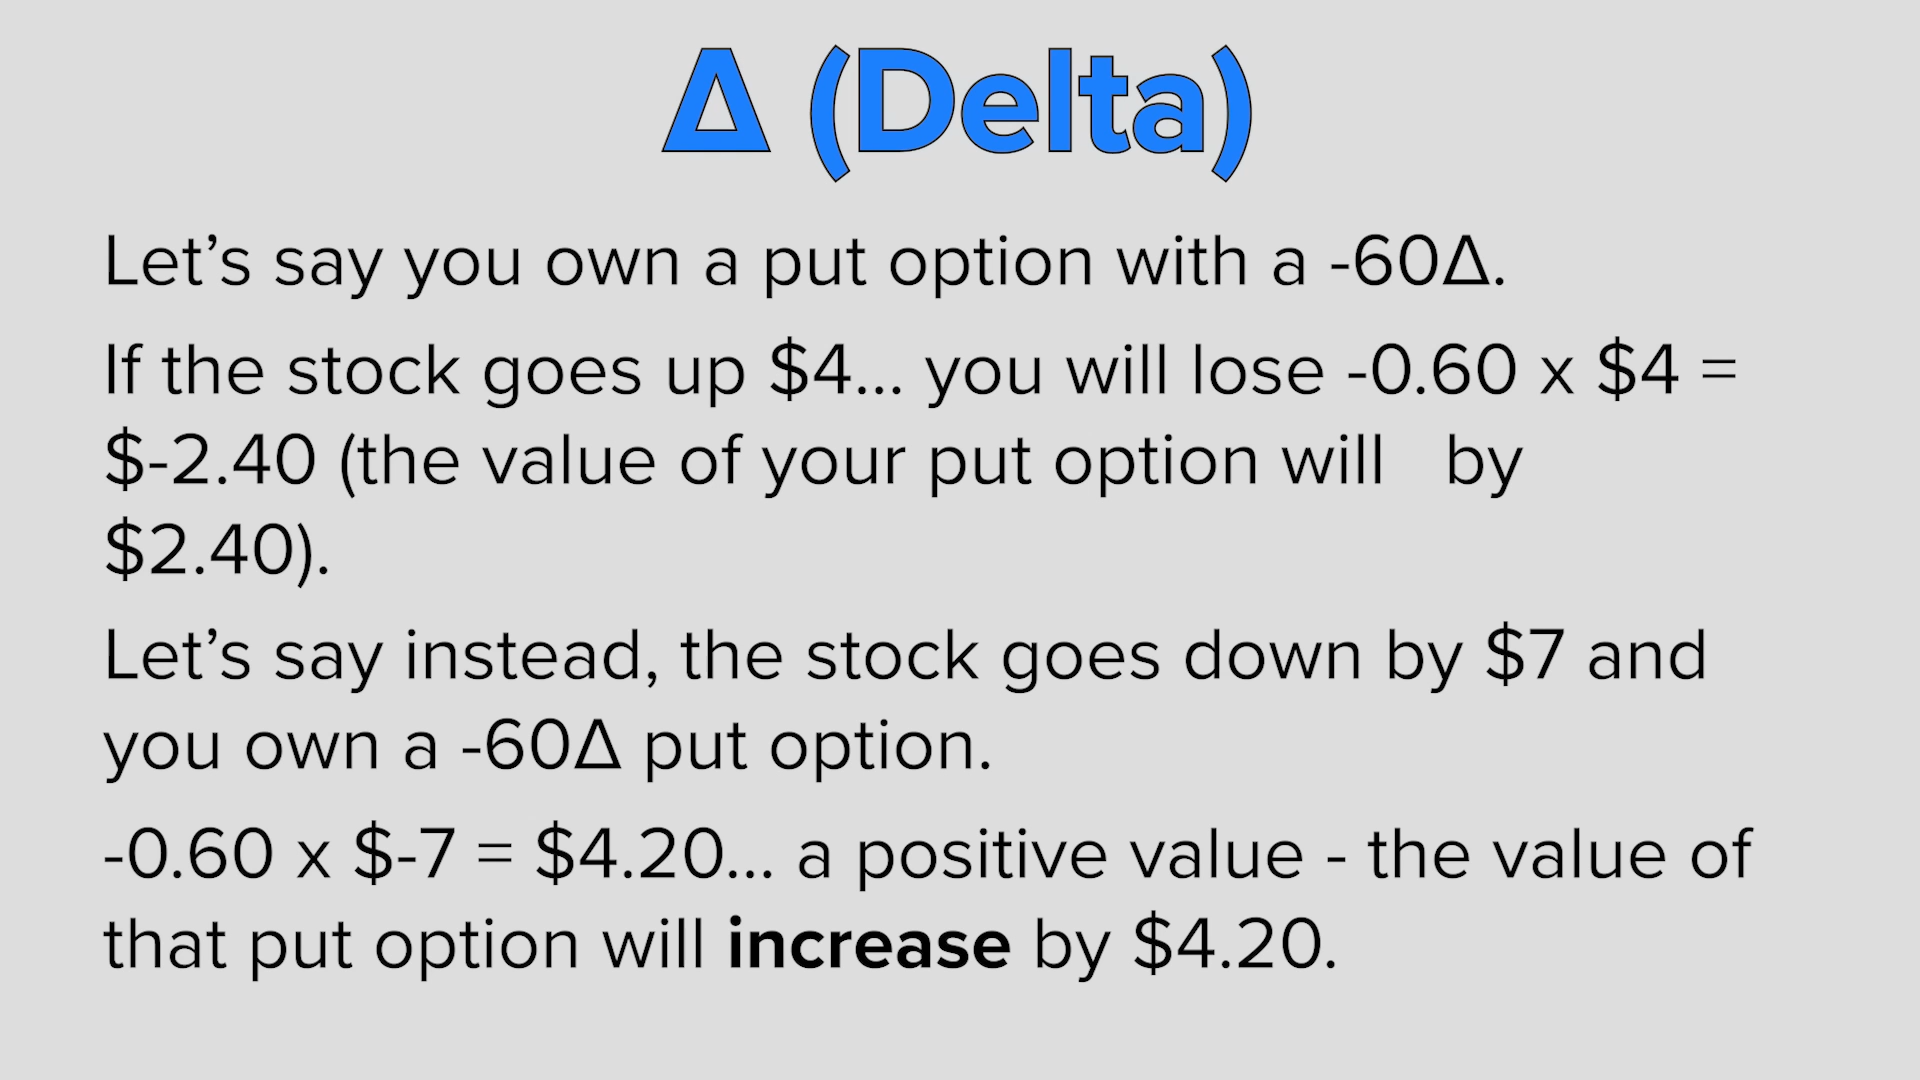 Δ (Delta)
Let’s say you own a put option with a -60Δ.
If the stock goes up $4... you will lose -0.60 x $4 =
$-2.40 (the value of your put option will by
$2.40).
Let’s say instead, the stock goes down by $7 and
you own a -60Δ put option.
-0.60 x $-7 = $4.20... a positive value - the value of
that put option will increase by $4.20.